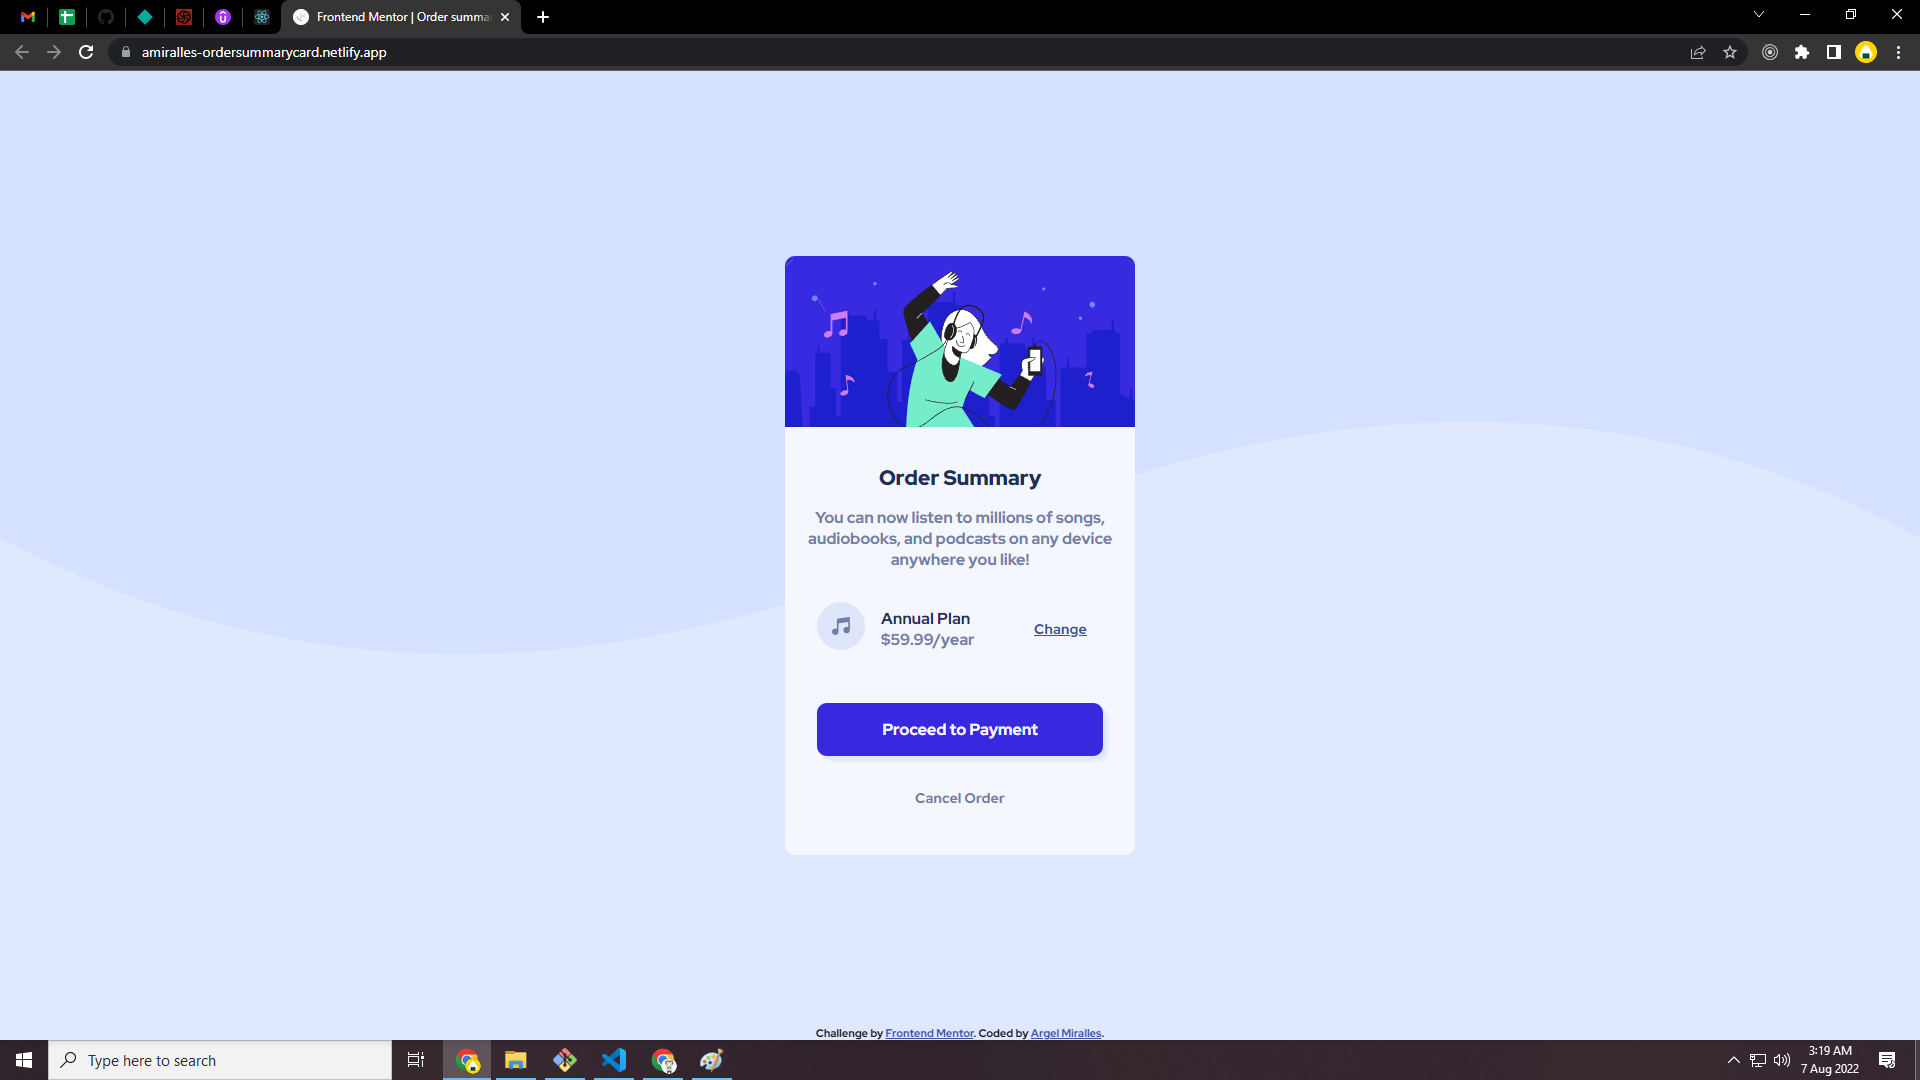 Frontend Mentor | Order summa
amiralles-ordersummarycard.netlify.app
Order Summary
You can now listen to millions of songs,
audiobooks, and podcasts on any device
anywhere you like!
Annual Plan
$59.99/year
Change
Proceed to Payment
Cancel Order
Challenge by Frontend Mentor. Coded by Argel Miralles.
Type here to search
3:19 AM
7 Aug 2022